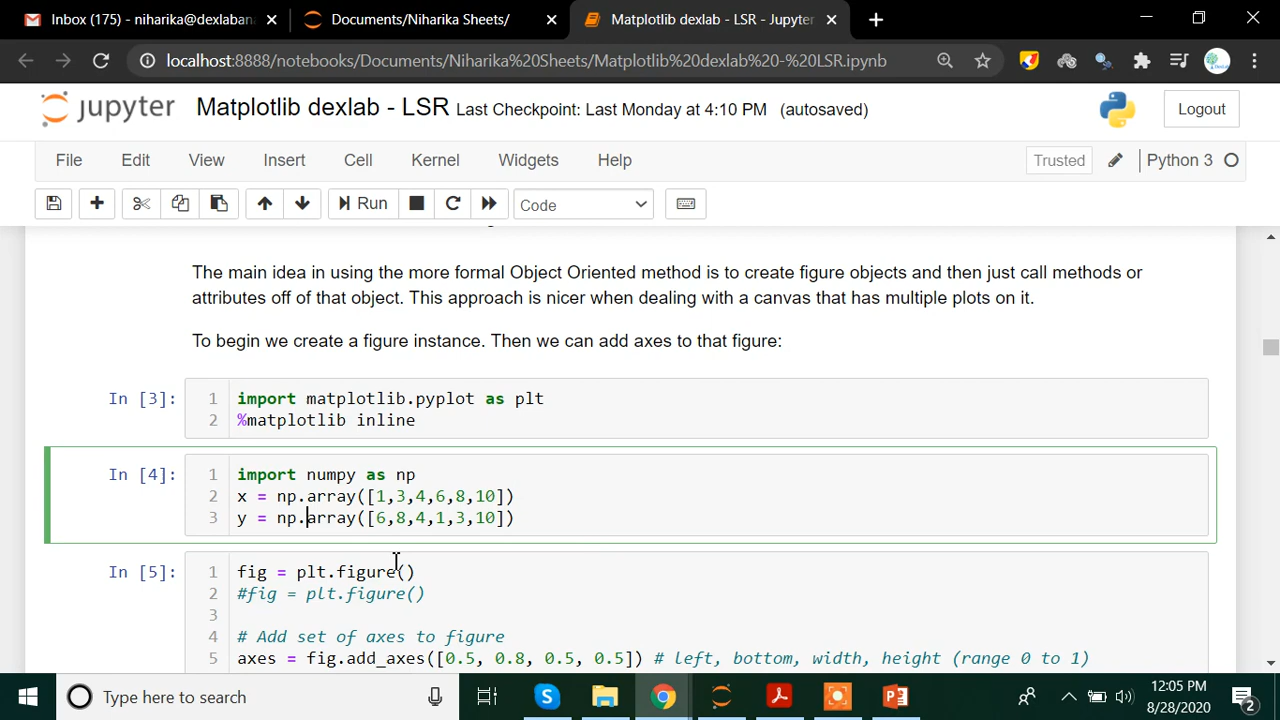 Inbox (175) - niharika@dexlabana
Documents/Niharika Sheets/
Matplotlib dexlab - LSR - Jupyter
localhost:8888/notebooks/Documents/Niharika%20Sheets/Matplotlib%20dexlab%20-%20LSR.ipynb
jupyter Matplotlib dexlab - LSR Last Checkpoint: Last Monday at 4:10 PM (autosaved)
Logout
File Edit View Insert Cell Kernel Widgets Help
Trusted Python 3
Run Code
The main idea in using the more formal Object Oriented method is to create figure objects and then just call methods or
attributes off of that object. This approach is nicer when dealing with a canvas that has multiple plots on it.
To begin we create a figure instance. Then we can add axes to that figure:
In [3]: 1 import matplotlib.pyplot as plt
2 %matplotlib inline
In [4]: 1 import numpy as np
2 x = np.array([1,3,4,6,8,10])
3 y = np.array([6,8,4,1,3,10])
In [5]: 1 fig = plt.figure()
2 #fig = plt.figure()
3
4 # Add set of axes to figure
5 axes = fig.add_axes([0.5, 0.8, 0.5, 0.5]) # left, bottom, width, height (range 0 to 1)
Type here to search
12:05 PM
8/28/2020
2